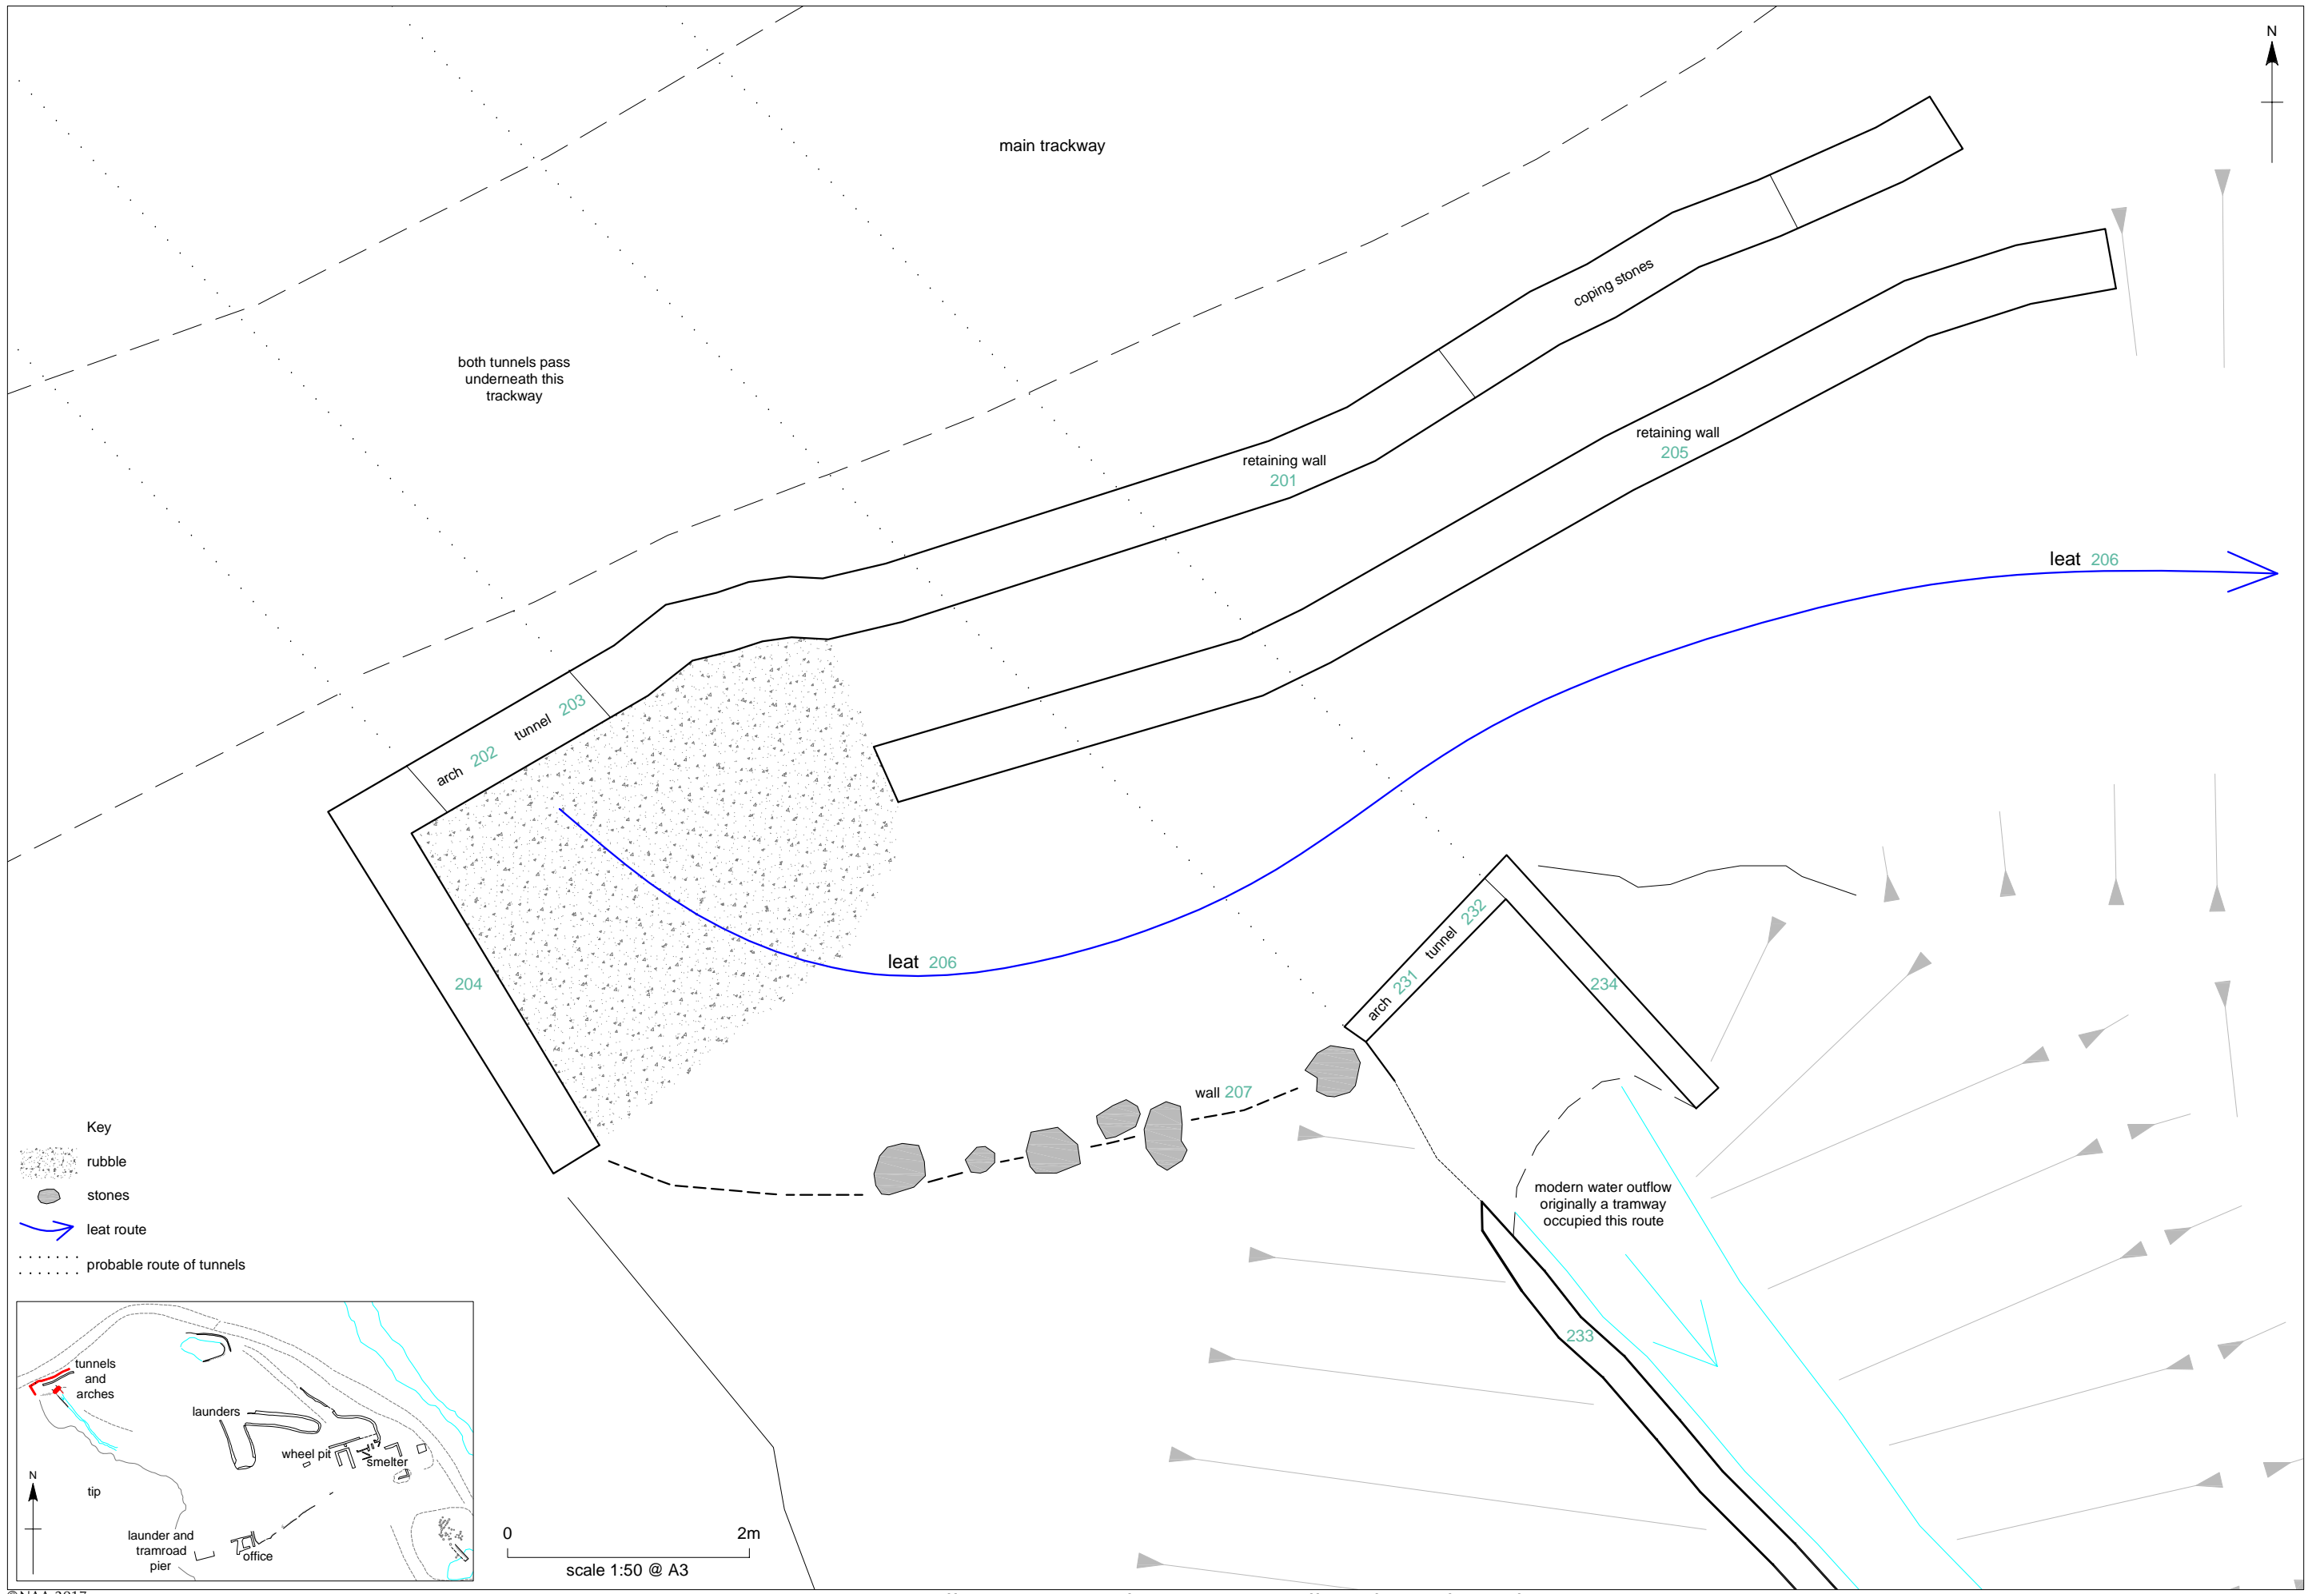 N
main trackway
both tunnels pass
underneath this
trackway
coping stones
retaining wall
205
retaining wall
201
leat 206
arch 202 tunnel 203
leat 206
204
arch 231 tunnel 232
234
wall 207
modern water outflow
originally a tramway
occupied this route
233
Key
rubble
stones
leat route
probable route of tunnels
tunnels
and
arches
launders
wheel pit
smelter
N
tip
launder and
tramroad
pier
office
0 2m
scale 1:50 @ A3
©NAA 2017